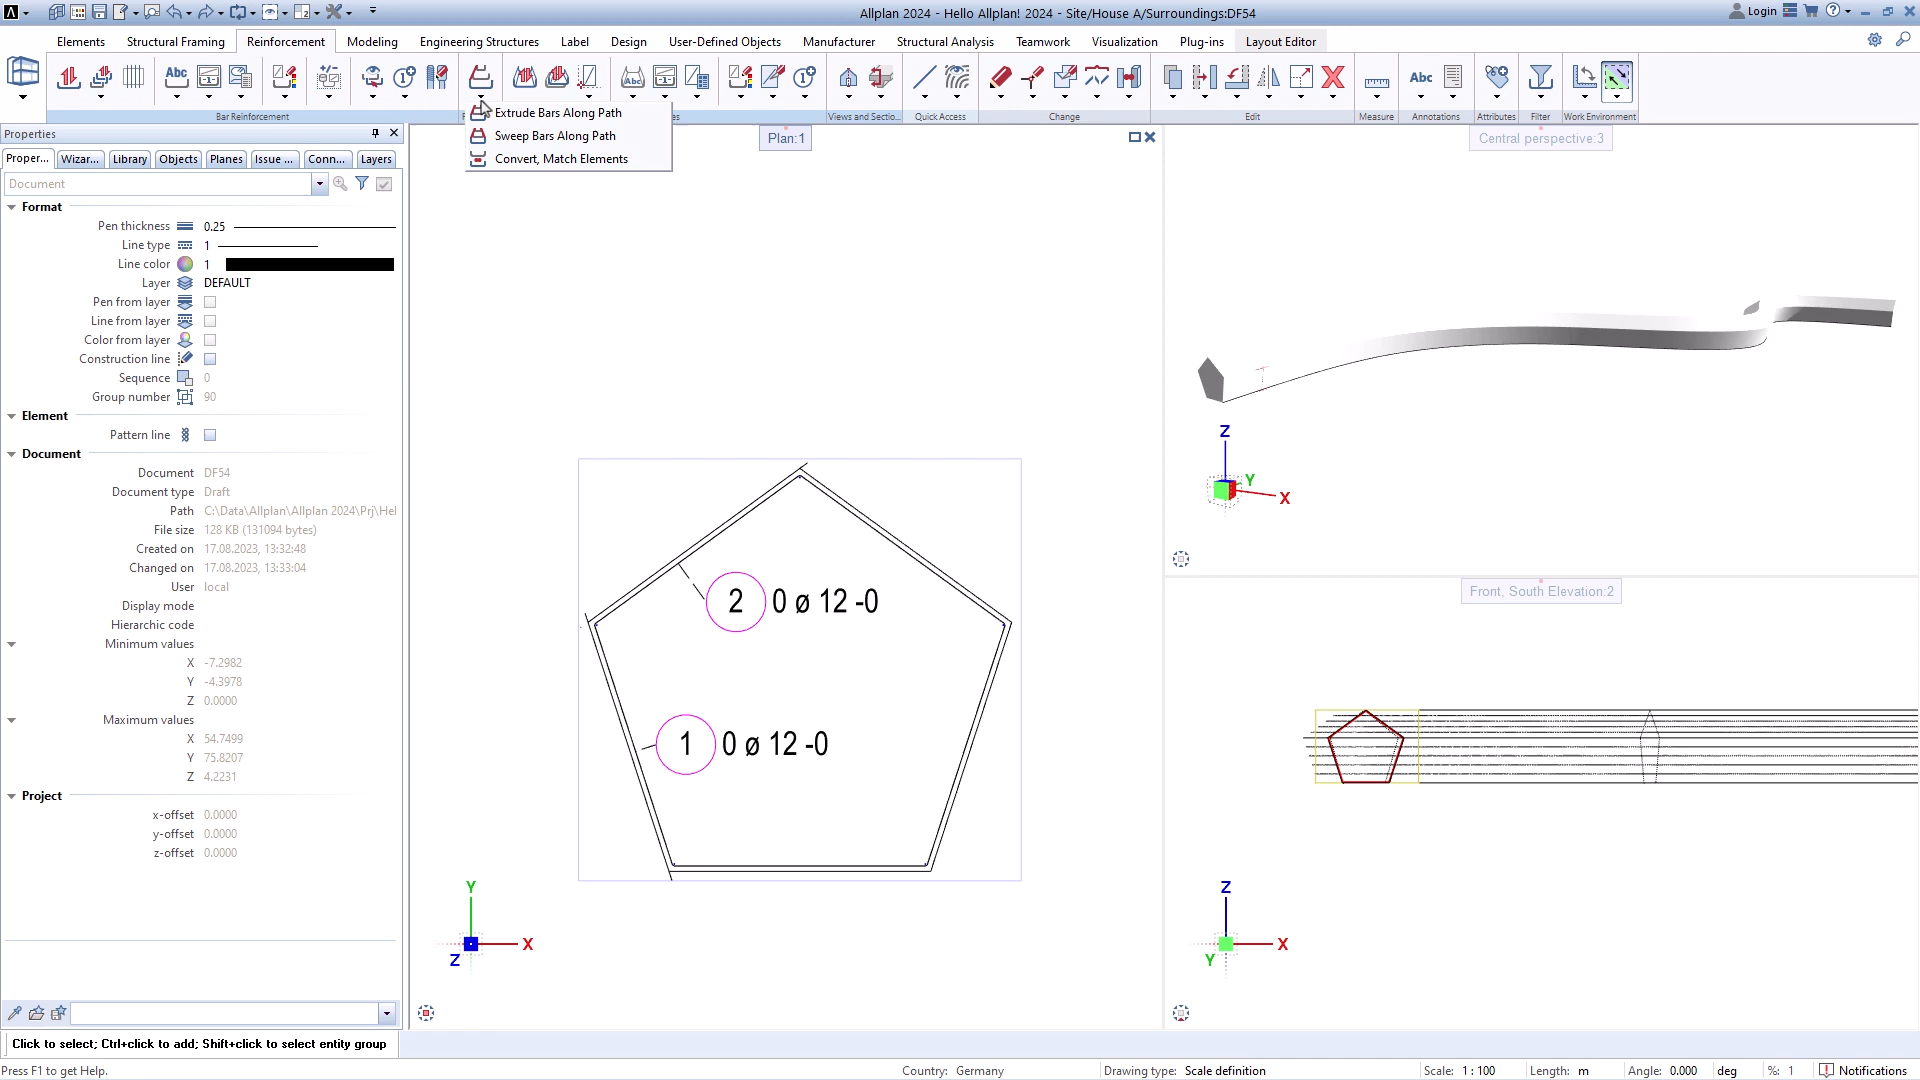 Allplan 2024 - Hello Allplan! 2024 - Site/House A/Surroundings:DF54
Login
Elements
Structural Framing
Reinforcement
Modeling
Engineering Structures
Label
Design
User-Defined Objects
Manufacturer
Structural Analysis
Teamwork
Visualization
Plug-ins
Layout Editor
Abc
Abc
Abc
Bar Reinforcement
Views and Sectio...
Quick Access
Change
Edit
Measure
Annotations
Attributes
Filter
Work Environment
Extrude Bars Along Path
Sweep Bars Along Path
Convert, Match Elements
Properties
Proper...
Wizar...
Library
Objects
Planes
Issue ...
Conn...
Layers
Document
Format
Pen thickness 0.25
Line type 1
Line color 1
Layer DEFAULT
Pen from layer
Line from layer
Color from layer
Construction line
Sequence 0
Group number 90
Element
Pattern line
Document
Document DF54
Document type Draft
Path C:\Data\Allplan\Allplan 2024\Prj\Hel
File size 128 KB (131094 bytes)
Created on 17.08.2023, 13:32:48
Changed on 17.08.2023, 13:33:04
User local
Display mode
Hierarchic code
Minimum values
X -7.2982
Y -4.3978
Z 0.0000
Maximum values
X 54.7499
Y 75.8207
Z 4.2231
Project
x-offset 0.0000
y-offset 0.0000
z-offset 0.0000
Plan:1
2 0 ø 12 -0
1 0 ø 12 -0
Y
X
Z
Central perspective:3
Z
Y
X
Front, South Elevation:2
Z
X
Y
Click to select; Ctrl+click to add; Shift+click to select entity group
Press F1 to get Help.
Country: Germany
Drawing type: Scale definition
Scale: 1 : 100
Length: m
Angle: 0.000 deg
%: 1
Notifications